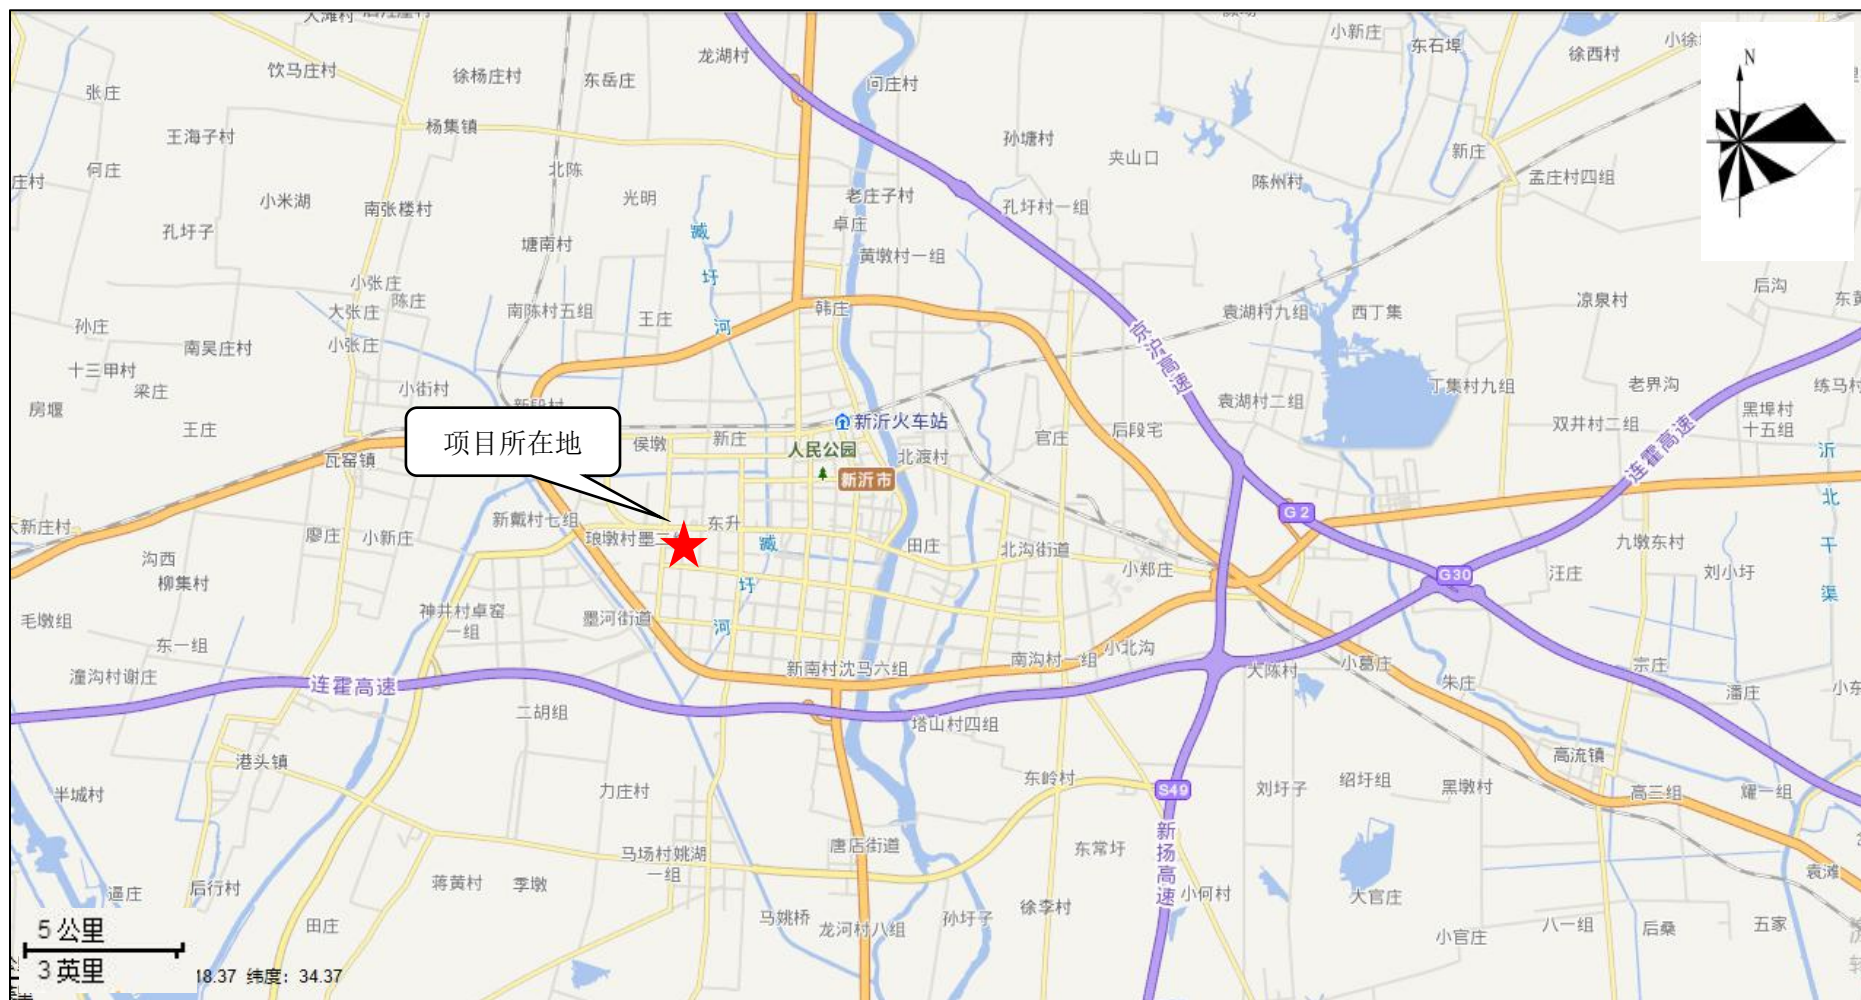 大滩村
龙湖村
小新庄
东石埠
徐西村
N
饮马庄村
徐杨庄村
东岳庄
问庄村
张庄
王海子村
杨集镇
孙塘村
夹山口
新庄
何庄
庄村
北陈
陈州村
孟庄村四组
小米湖
南张楼村
光明
老庄子村
孔圩村一组
孔圩子
卓庄
臧
圩
河
塘南村
黄墩村一组
小张庄
陈庄
大张庄
南陈村五组
王庄
韩庄
袁湖村九组
西丁集
凉泉村
后沟
孙庄
南吴庄村
小张庄
京沪高速
十三甲村
梁庄
小街村
丁集村九组
老界沟
练马村
房堰
王庄
袁湖村二组
黑埠村
十五组
双井村二组
新沂火车站
项目所在地
侯墩
新庄
人民公园
北渡村
官庄
后段宅
连霍高速
瓦窑镇
新沂市
沂
北
干
渠
新戴村七组
东升
G 2
大新庄村
廖庄
小新庄
琅墩村墨二
臧
圩
河
田庄
北沟街道
九墩东村
沟西
柳集村
小郑庄
G30
汪庄
刘小圩
毛墩组
神井村卓窑
一组
墨河街道
东一组
小北沟
潼沟村谢庄
连霍高速
新南村沈马六组
南沟村一组
大陈村
小葛庄
宗庄
朱庄
潘庄
二胡组
塔山村四组
港头镇
高流镇
东岭村
半城村
力庄村
S49
刘圩子
绍圩组
黑墩村
高三组
耀一组
新扬高速
唐店街道
东常圩
马场村姚湖
一组
袁滩
蒋黄村
季墩
后行村
逼庄
小何村
大官庄
田庄
马姚桥
龙河村八组
孙圩子
徐李村
小官庄
八一组
后桑
五家
5 公里
3 英里
18.37 纬度：34.37